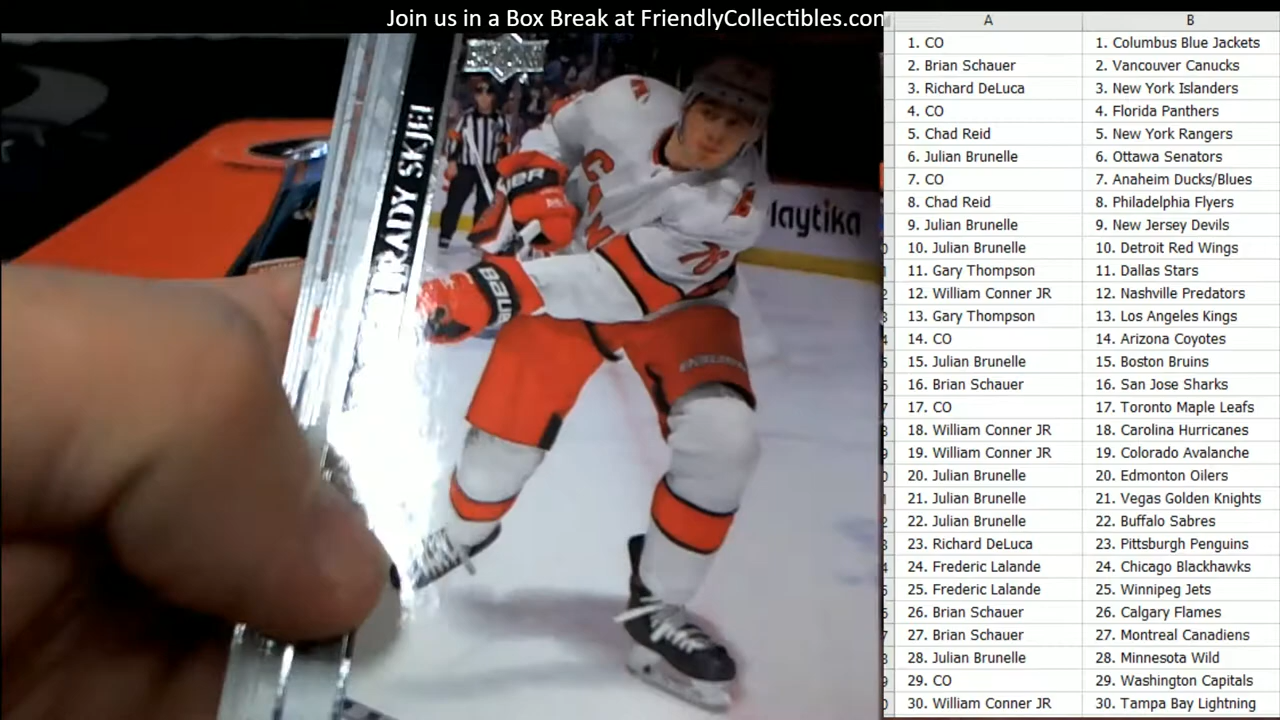 Join us in a Box Break at FriendlyCollectibles.com
A B
1. CO 1. Columbus Blue Jackets
2. Brian Schauer 2. Vancouver Canucks
3. Richard DeLuca 3. New York Islanders
4. CO 4. Florida Panthers
5. Chad Reid 5. New York Rangers
6. Julian Brunelle 6. Ottawa Senators
7. CO 7. Anaheim Ducks/Blues
8. Chad Reid 8. Philadelphia Flyers
9. Julian Brunelle 9. New Jersey Devils
10. Julian Brunelle 10. Detroit Red Wings
11. Gary Thompson 11. Dallas Stars
12. William Conner JR 12. Nashville Predators
13. Gary Thompson 13. Los Angeles Kings
14. CO 14. Arizona Coyotes
15. Julian Brunelle 15. Boston Bruins
16. Brian Schauer 16. San Jose Sharks
17. CO 17. Toronto Maple Leafs
18. William Conner JR 18. Carolina Hurricanes
19. William Conner JR 19. Colorado Avalanche
20. Julian Brunelle 20. Edmonton Oilers
21. Julian Brunelle 21. Vegas Golden Knights
22. Julian Brunelle 22. Buffalo Sabres
23. Richard DeLuca 23. Pittsburgh Penguins
24. Frederic Lalande 24. Chicago Blackhawks
25. Frederic Lalande 25. Winnipeg Jets
26. Brian Schauer 26. Calgary Flames
27. Brian Schauer 27. Montreal Canadiens
28. Julian Brunelle 28. Minnesota Wild
29. CO 29. Washington Capitals
30. William Conner JR 30. Tampa Bay Lightning
BRADY SKJEI
laytika
BAUER
76